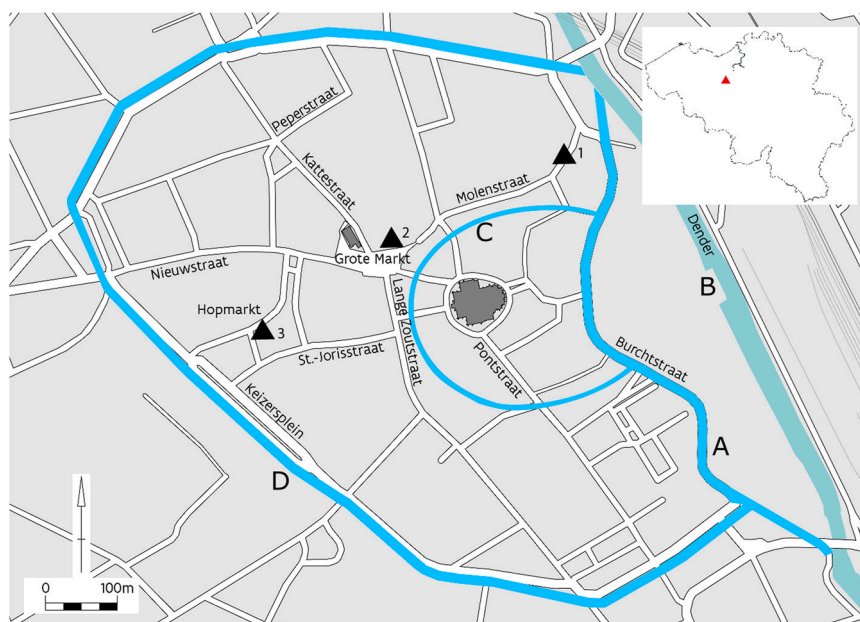 Peperstraat
Kattestraat
1
Molenstraat
2
C
Grote Markt
Dender
Nieuwstraat
B
Hopmarkt
3
Lange Zoutstraat
St.-Jorisstraat
Pontstraat
Burchtstraat
Keizersplein
A
D
0 100m